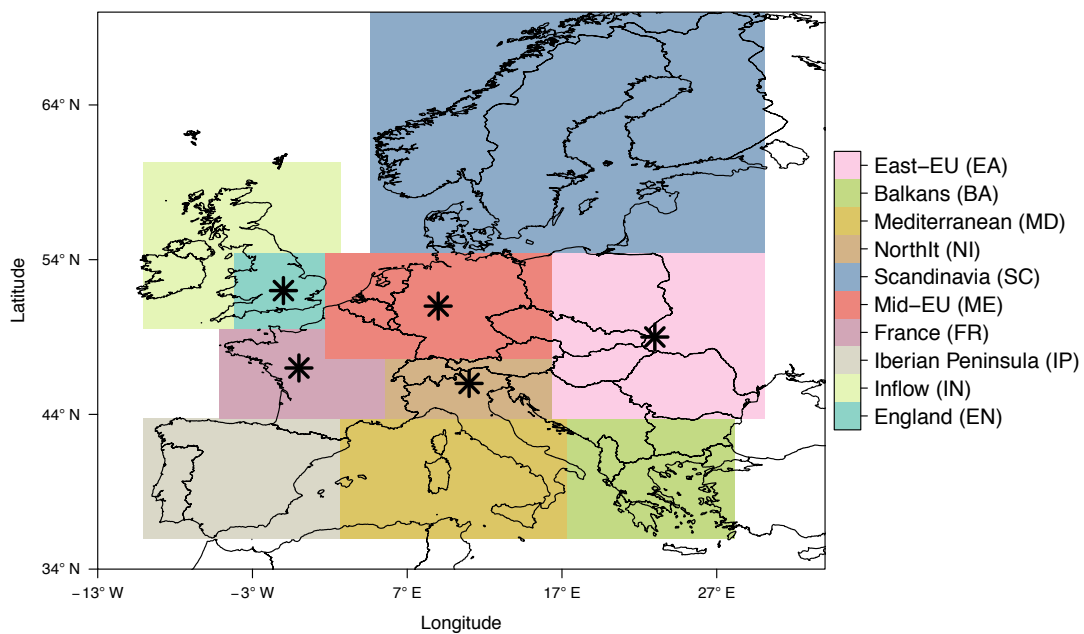 64° N
54° N
44° N
34° N
Latitude
−13° W
−3° W
7° E
17° E
27° E
Longitude
East−EU (EA)
Balkans (BA)
Mediterranean (MD)
NorthIt (NI)
Scandinavia (SC)
Mid−EU (ME)
France (FR)
Iberian Peninsula (IP)
Inflow (IN)
England (EN)